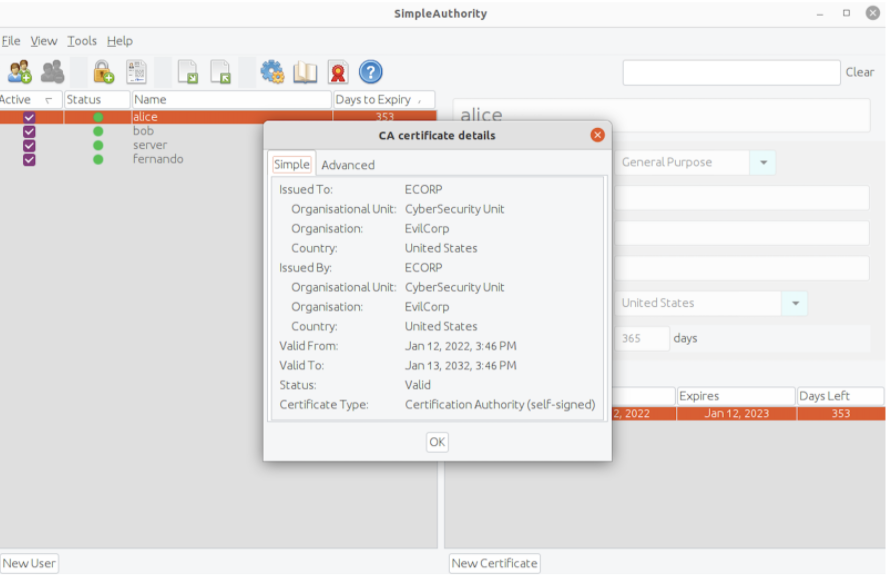 SimpleAuthority
File View Tools Help
Clear
Active Status Name Days to Expiry
alice 353
bob
server
fernando
alice
General Purpose
United States
365 days
Expires Days Left
2, 2022 Jan 12, 2023 353
CA certificate details
Simple Advanced
Issued To: ECORP
Organisational Unit: CyberSecurity Unit
Organisation: EvilCorp
Country: United States
Issued By: ECORP
Organisational Unit: CyberSecurity Unit
Organisation: EvilCorp
Country: United States
Valid From: Jan 12, 2022, 3:46 PM
Valid To: Jan 13, 2032, 3:46 PM
Status: Valid
Certificate Type: Certification Authority (self-signed)
OK
New User
New Certificate